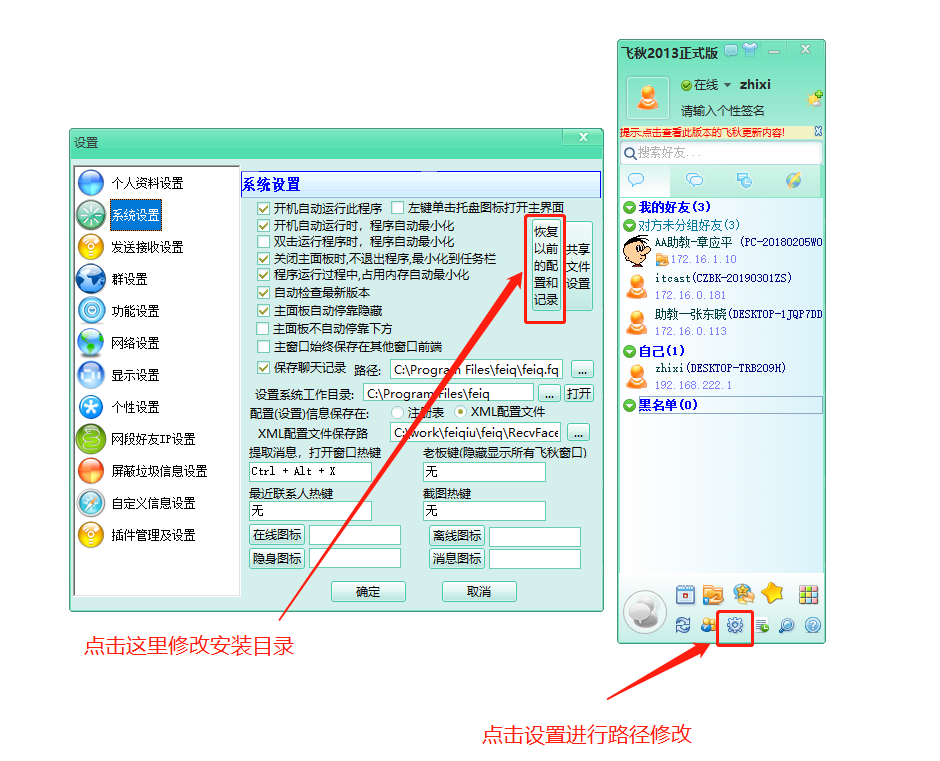 飞秋2013正式版
在线 zhixi
请输入个性签名
提示:点击查看此版本的飞秋更新内容!
搜索好友...
我的好友(3)
对方未分组好友(3)
AA助教-章应平 (PC-20180205WO
172.16.1.10
itcast(CZBK-20190301ZS)
172.16.0.181
助教—张东晓(DESKTOP-1JQP7DD
172.16.0.113
自己(1)
zhixi(DESKTOP-TRB209H)
192.168.222.1
黑名单(0)
设置
个人资料设置
系统设置
发送接收设置
群设置
功能设置
网络设置
显示设置
个性设置
网段好友IP设置
屏蔽垃圾信息设置
自定义信息设置
插件管理及设置
系统设置
开机自动运行此程序 左键单击托盘图标打开主界面
开机自动运行时，程序自动最小化
双击运行程序时，程序自动最小化
关闭主面板时,不退出程序,最小化到任务栏
程序运行过程中,占用内存自动最小化
自动检查最新版本
主面板自动停靠隐藏
主面板不自动停靠下方
主窗口始终保存在其他窗口前端
恢复
以前
的配
置和
记录
共享
文件
设置
保存聊天记录 路径: C:\Program Files\feiq\feiq.fq ...
设置系统工作目录: C:\Program Files\feiq ... 打开
配置(设置)信息保存在: 注册表 XML配置文件
XML配置文件保存路 C:\work\feiqiu\feiq\RecvFace ...
提取消息，打开窗口热键 老板键(隐藏显示所有飞秋窗口)
Ctrl + Alt + X 无
最近联系人热键 截图热键
无 无
在线图标 离线图标
隐身图标 消息图标
确定 取消
点击这里修改安装目录
点击设置进行路径修改